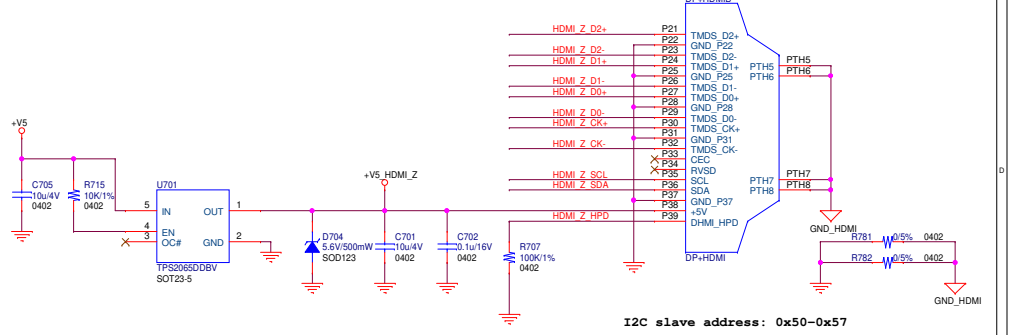 DP+HDMIB
HDMI_Z_D2+ P21 TMDS_D2+
P22 GND_P22
HDMI_Z_D2- P23 TMDS_D2-
HDMI_Z_D1+ P24 TMDS_D1+
P25 GND_P25
HDMI_Z_D1- P26 TMDS_D1-
HDMI_Z_D0+ P27 TMDS_D0+
P28 GND_P28
HDMI_Z_D0- P29 TMDS_D0-
HDMI_Z_CK+ P30 TMDS_CK+
P31 GND_P31
HDMI_Z_CK- P32 TMDS_CK-
P33 CEC
P34 RVSD
HDMI_Z_SCL P35 SCL
HDMI_Z_SDA P36 SDA
P37 GND_P37
P38 +5V
HDMI_Z_HPD P39 DHMI_HPD
DP+HDMI
PTH5 PTH5
PTH6 PTH6
PTH7 PTH7
PTH8 PTH8
GND_HDMI
D
+V5
C705
10u/4V
0402
R715
10K/1%
0402
U701
5 IN OUT 1
4 EN
3 OC# GND 2
TPS2065DDBV
SOT23-5
+V5_HDMI_Z
D704
5.6V/500mW
SOD123
C701
10u/4V
0402
C702
0.1u/16V
0402
R707
100K/1%
0402
R781 0/5% 0402
R782 0/5% 0402
GND_HDMI
I2C slave address: 0x50-0x57